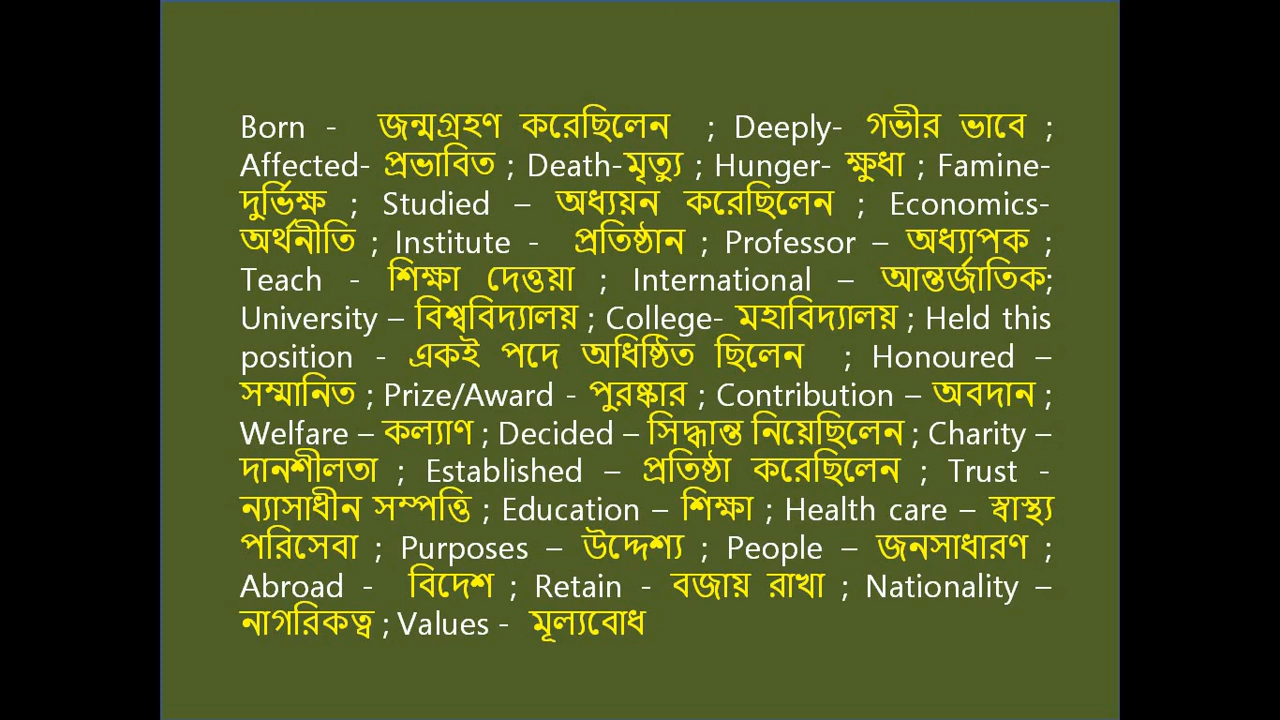 Born - জন্মগ্রহণ করেছিলেন ; Deeply- গভীর ভাবে ;
Affected- প্রভাবিত ; Death-মৃত্যু ; Hunger- ক্ষুধা ; Famine-
দুর্ভিক্ষ ; Studied – অধ্যয়ন করেছিলেন ; Economics-
অর্থনীতি ; Institute - প্রতিষ্ঠান ; Professor – অধ্যাপক ;
Teach - শিক্ষা দেওয়া ; International – আন্তর্জাতিক;
University – বিশ্ববিদ্যালয় ; College- মহাবিদ্যালয় ; Held this
position - একই পদে অধিষ্ঠিত ছিলেন ; Honoured –
সম্মানিত ; Prize/Award - পুরষ্কার ; Contribution – অবদান ;
Welfare – কল্যাণ ; Decided – সিদ্ধান্ত নিয়েছিলেন ; Charity –
দানশীলতা ; Established – প্রতিষ্ঠা করেছিলেন ; Trust -
ন্যাসাধীন সম্পত্তি ; Education – শিক্ষা ; Health care – স্বাস্থ্য
পরিসেবা ; Purposes – উদ্দেশ্য ; People – জনসাধারণ ;
Abroad - বিদেশ ; Retain - বজায় রাখা ; Nationality –
নাগরিকত্ব ; Values - মূল্যবোধ